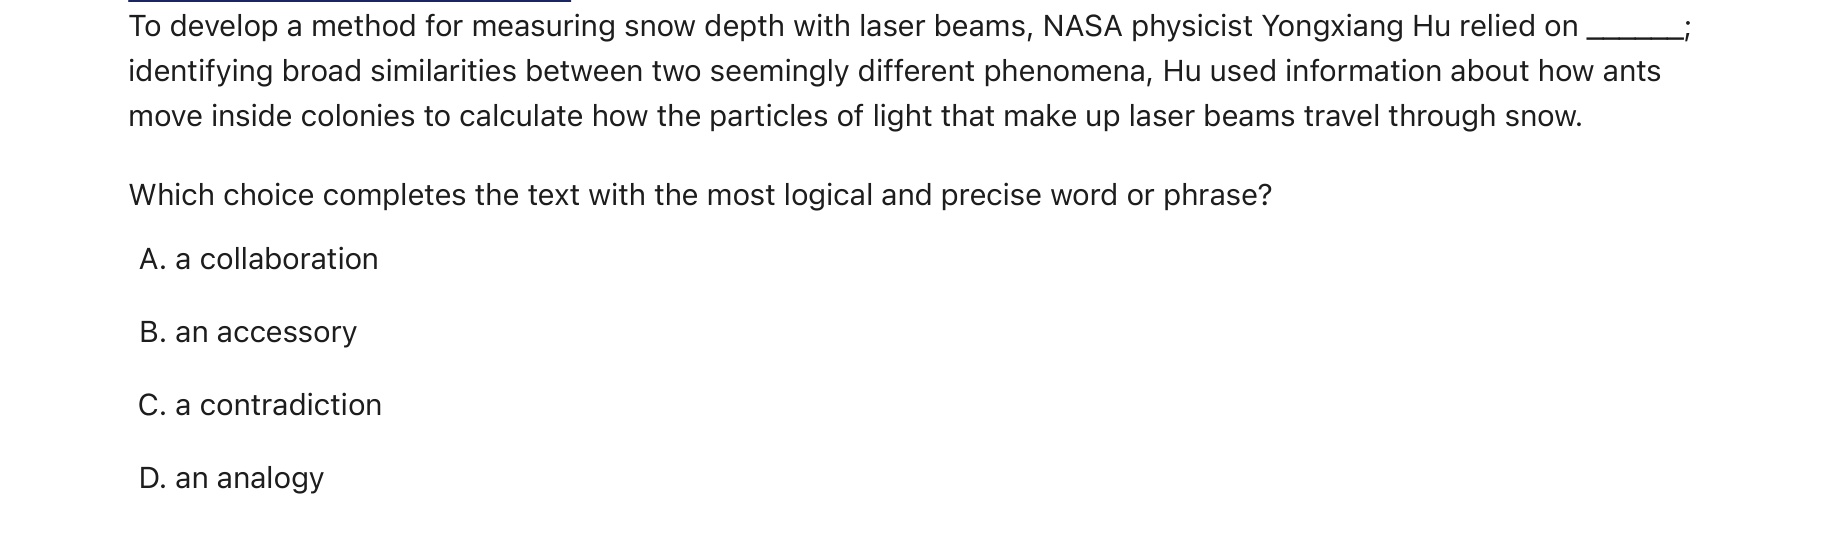 To develop a method for measuring snow depth with laser beams, NASA physicist Yongxiang Hu relied on ______;
identifying broad similarities between two seemingly different phenomena, Hu used information about how ants
move inside colonies to calculate how the particles of light that make up laser beams travel through snow.
Which choice completes the text with the most logical and precise word or phrase?
A. a collaboration
B. an accessory
C. a contradiction
D. an analogy